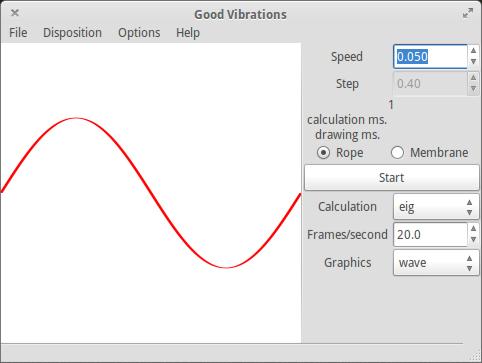 Good Vibrations
File Disposition Options Help
Speed 0.050
Step 0.40
1
calculation ms.
drawing ms.
Rope Membrane
Start
Calculation eig
Frames/second 20.0
Graphics wave